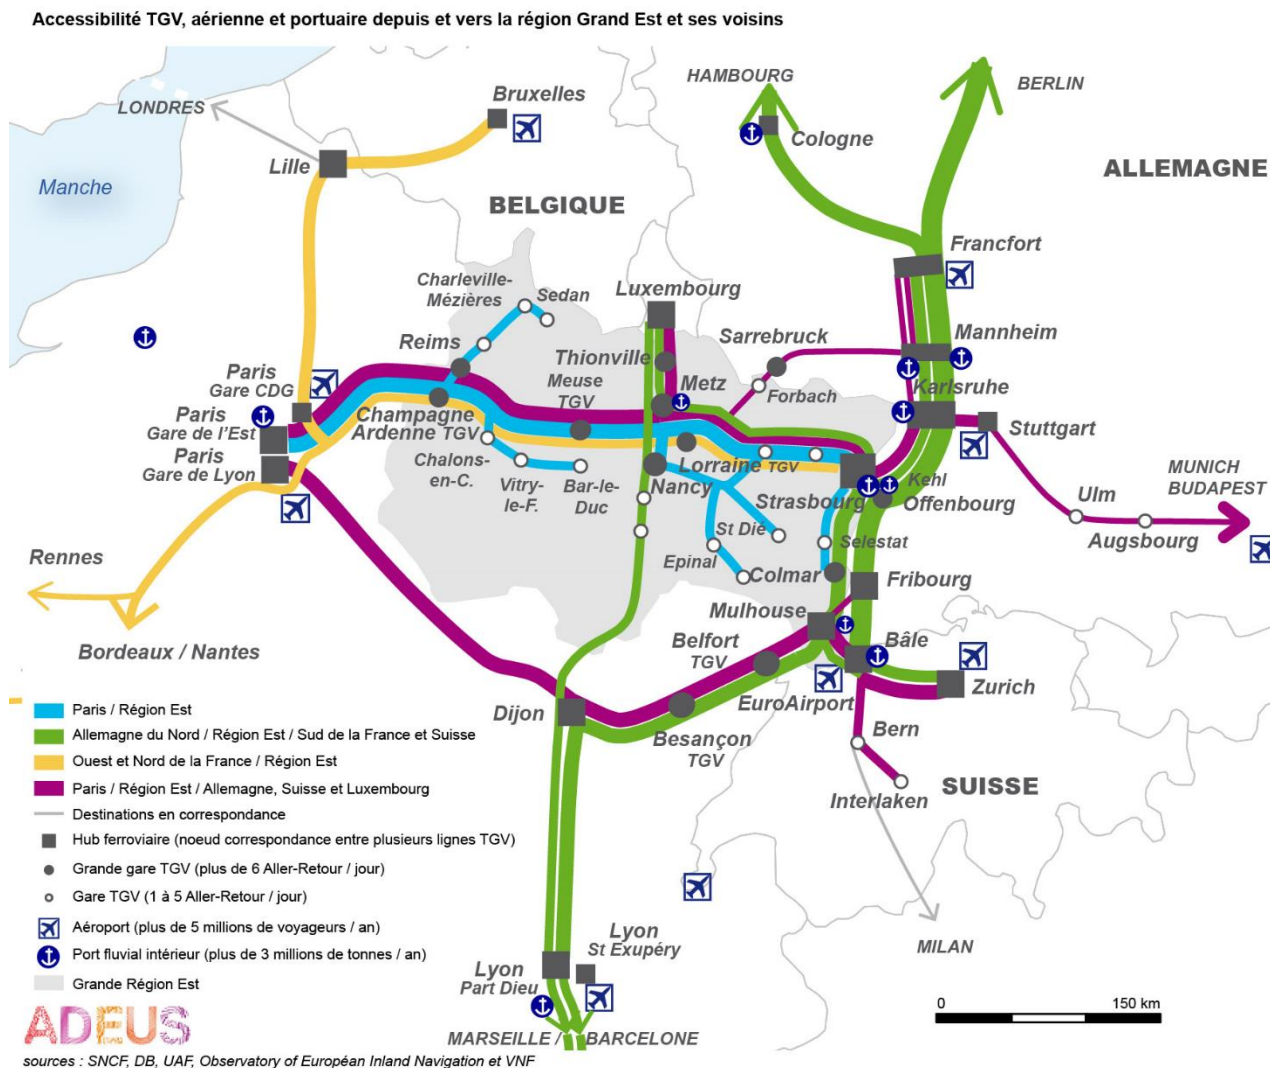 Accessibilité TGV, aérienne et portuaire depuis et vers la région Grand Est et ses voisins
HAMBOURG
BERLIN
LONDRES
Bruxelles
Cologne
Lille
ALLEMAGNE
Manche
BELGIQUE
Francfort
Charleville-
Mézières
Sedan
Luxembourg
Reims
Thionville
Sarrebruck
Mannheim
Paris
Gare CDG
Meuse
TGV
Metz
Forbach
Karlsruhe
Paris
Gare de l'Est
Champagne
Ardenne TGV
Stuttgart
Paris
Gare de Lyon
Chalons-
en-C.
Vitry-
le-F.
Bar-le-
Duc
Nancy
Lorraine TGV
Strasbourg
Kehl
Offenbourg
MUNICH
BUDAPEST
Ulm
Augsbourg
St Dié
Epinal
Selestat
Colmar
Rennes
Fribourg
Mulhouse
Bordeaux / Nantes
Belfort
TGV
Bâle
EuroAirport
Zurich
Dijon
Besançon
TGV
Bern
Interlaken
SUISSE
MILAN
Lyon
St Exupéry
Lyon
Part Dieu
MARSEILLE /
BARCELONE
Paris / Région Est
Allemagne du Nord / Région Est / Sud de la France et Suisse
Ouest et Nord de la France / Région Est
Paris / Région Est / Allemagne, Suisse et Luxembourg
Destinations en correspondance
Hub ferroviaire (noeud correspondance entre plusieurs lignes TGV)
Grande gare TGV (plus de 6 Aller-Retour / jour)
Gare TGV (1 à 5 Aller-Retour / jour)
Aéroport (plus de 5 millions de voyageurs / an)
Port fluvial intérieur (plus de 3 millions de tonnes / an)
Grande Région Est
0 150 km
ADEUS
sources : SNCF, DB, UAF, Observatory of Européan Inland Navigation et VNF